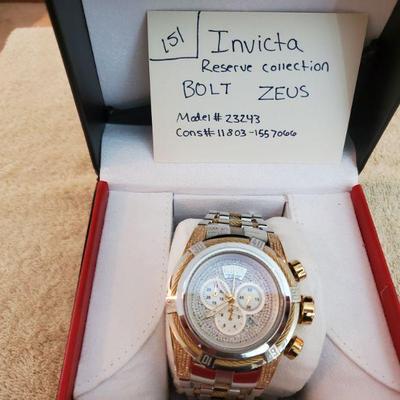 151
Invicta
Reserve collection
BOLT ZEUS
Model # 23243
Cons# 11803-1557066